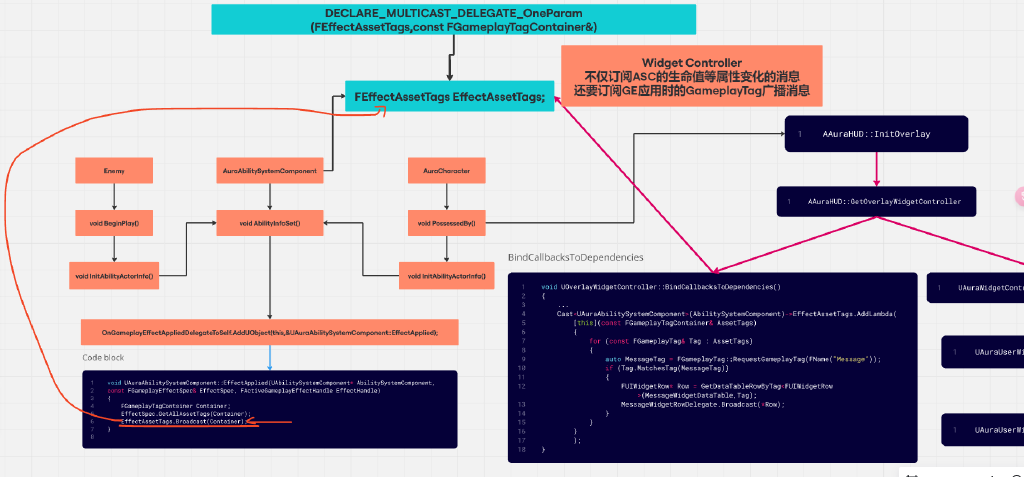 DECLARE_MULTICAST_DELEGATE_OneParam
(FEffectAssetTags,const FGameplayTagContainer&)
Widget Controller
不仅订阅ASC的生命值等属性变化的消息
还要订阅GE应用时的GameplayTag广播消息
FEffectAssetTags EffectAssetTags;
1 AAuraHUD::InitOverlay
Enemy
AuraAbilitySystemComponent
AuraCharacter
1 AAuraHUD::GetOverlayWidgetController
void BeginPlay()
void AbilityInfoSet()
void PossessedBy()
void InitAbilityActorInfo()
void InitAbilityActorInfo()
BindCallbacksToDependencies
1 void UOverlayWidgetController::BindCallbacksToDependencies()
2 {
3 ...
4 Cast<UAuraAbilitySystemComponent>(AbilitySystemComponent)->EffectAssetTags.AddLambda(
5 [this](const FGameplayTagContainer& AssetTags)
6 {
7 for (const FGameplayTag& Tag : AssetTags)
8 {
9 auto MessageTag = FGameplayTag::RequestGameplayTag(FName("Message"));
10 if (Tag.MatchesTag(MessageTag))
11 {
12 FUIWidgetRow* Row = GetDataTableRowByTag<FUIWidgetRow
>(MessageWidgetDataTable,Tag);
13 MessageWidgetRowDelegate.Broadcast(*Row);
14 }
15 }
16 }
17 );
18 }
1 UAuraWidgetCont
1 UAuraUserWi
1 UAuraUserWi
OnGameplayEffectAppliedDelegateToSelf.AddUObject(this,&UAuraAbilitySystemComponent::EffectApplied);
Code block
1 void UAuraAbilitySystemComponent::EffectApplied(UAbilitySystemComponent* AbilitySystemComponent,
2 const FGameplayEffectSpec& EffectSpec, FActiveGameplayEffectHandle EffectHandle)
3 {
4 FGameplayTagContainer Container;
5 EffectSpec.GetAllAssetTags(Container);
6 EffectAssetTags.Broadcast(Container);
7 }
8